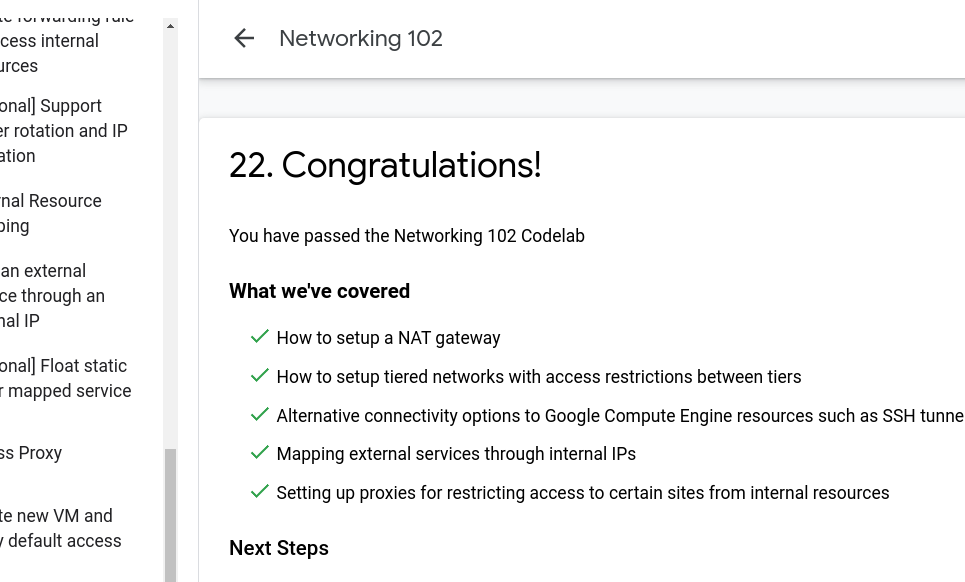 cess internal
urces
onal] Support
er rotation and IP
ation
rnal Resource
ping
an external
ce through an
nal IP
onal] Float static
r mapped service
ss Proxy
te new VM and
y default access
Networking 102
22. Congratulations!
You have passed the Networking 102 Codelab
What we've covered
How to setup a NAT gateway
How to setup tiered networks with access restrictions between tiers
Alternative connectivity options to Google Compute Engine resources such as SSH tunne
Mapping external services through internal IPs
Setting up proxies for restricting access to certain sites from internal resources
Next Steps